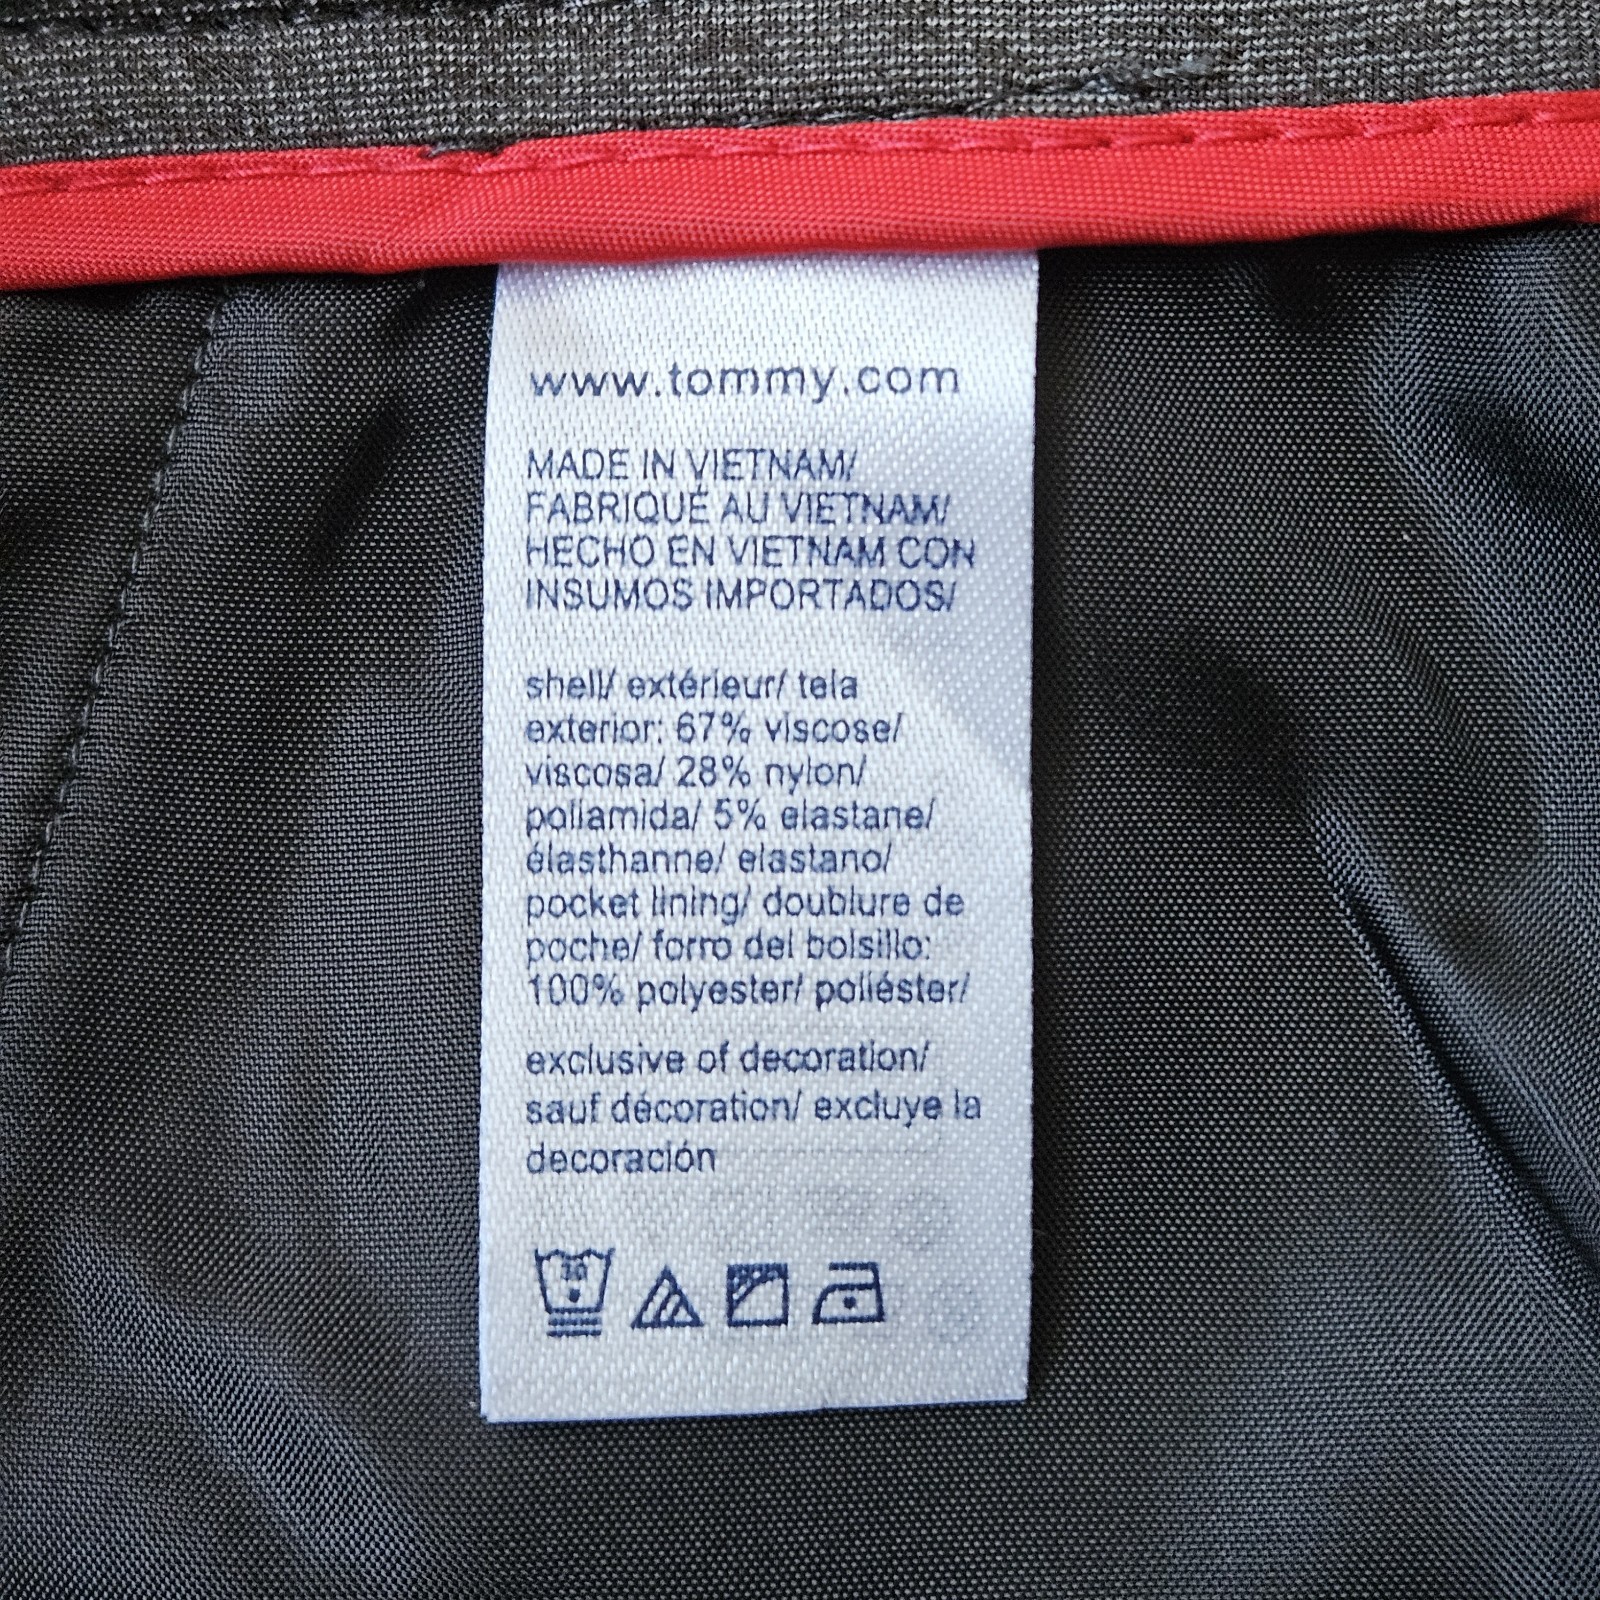 www.tommy.com
MADE IN VIETNAM/
FABRIQUÉ AU VIETNAM/
HECHO EN VIETNAM CON
INSUMOS IMPORTADOS/
shell/ extérieur/ tela
exterior: 67% viscose/
viscosa/ 28% nylon/
poliamida/ 5% elastane/
élasthanne/ elastano/
pocket lining/ doublure de
poche/ forro del bolsillo:
100% polyester/ poliéster/
exclusive of decoration/
sauf décoration/ excluye la
decoración
30